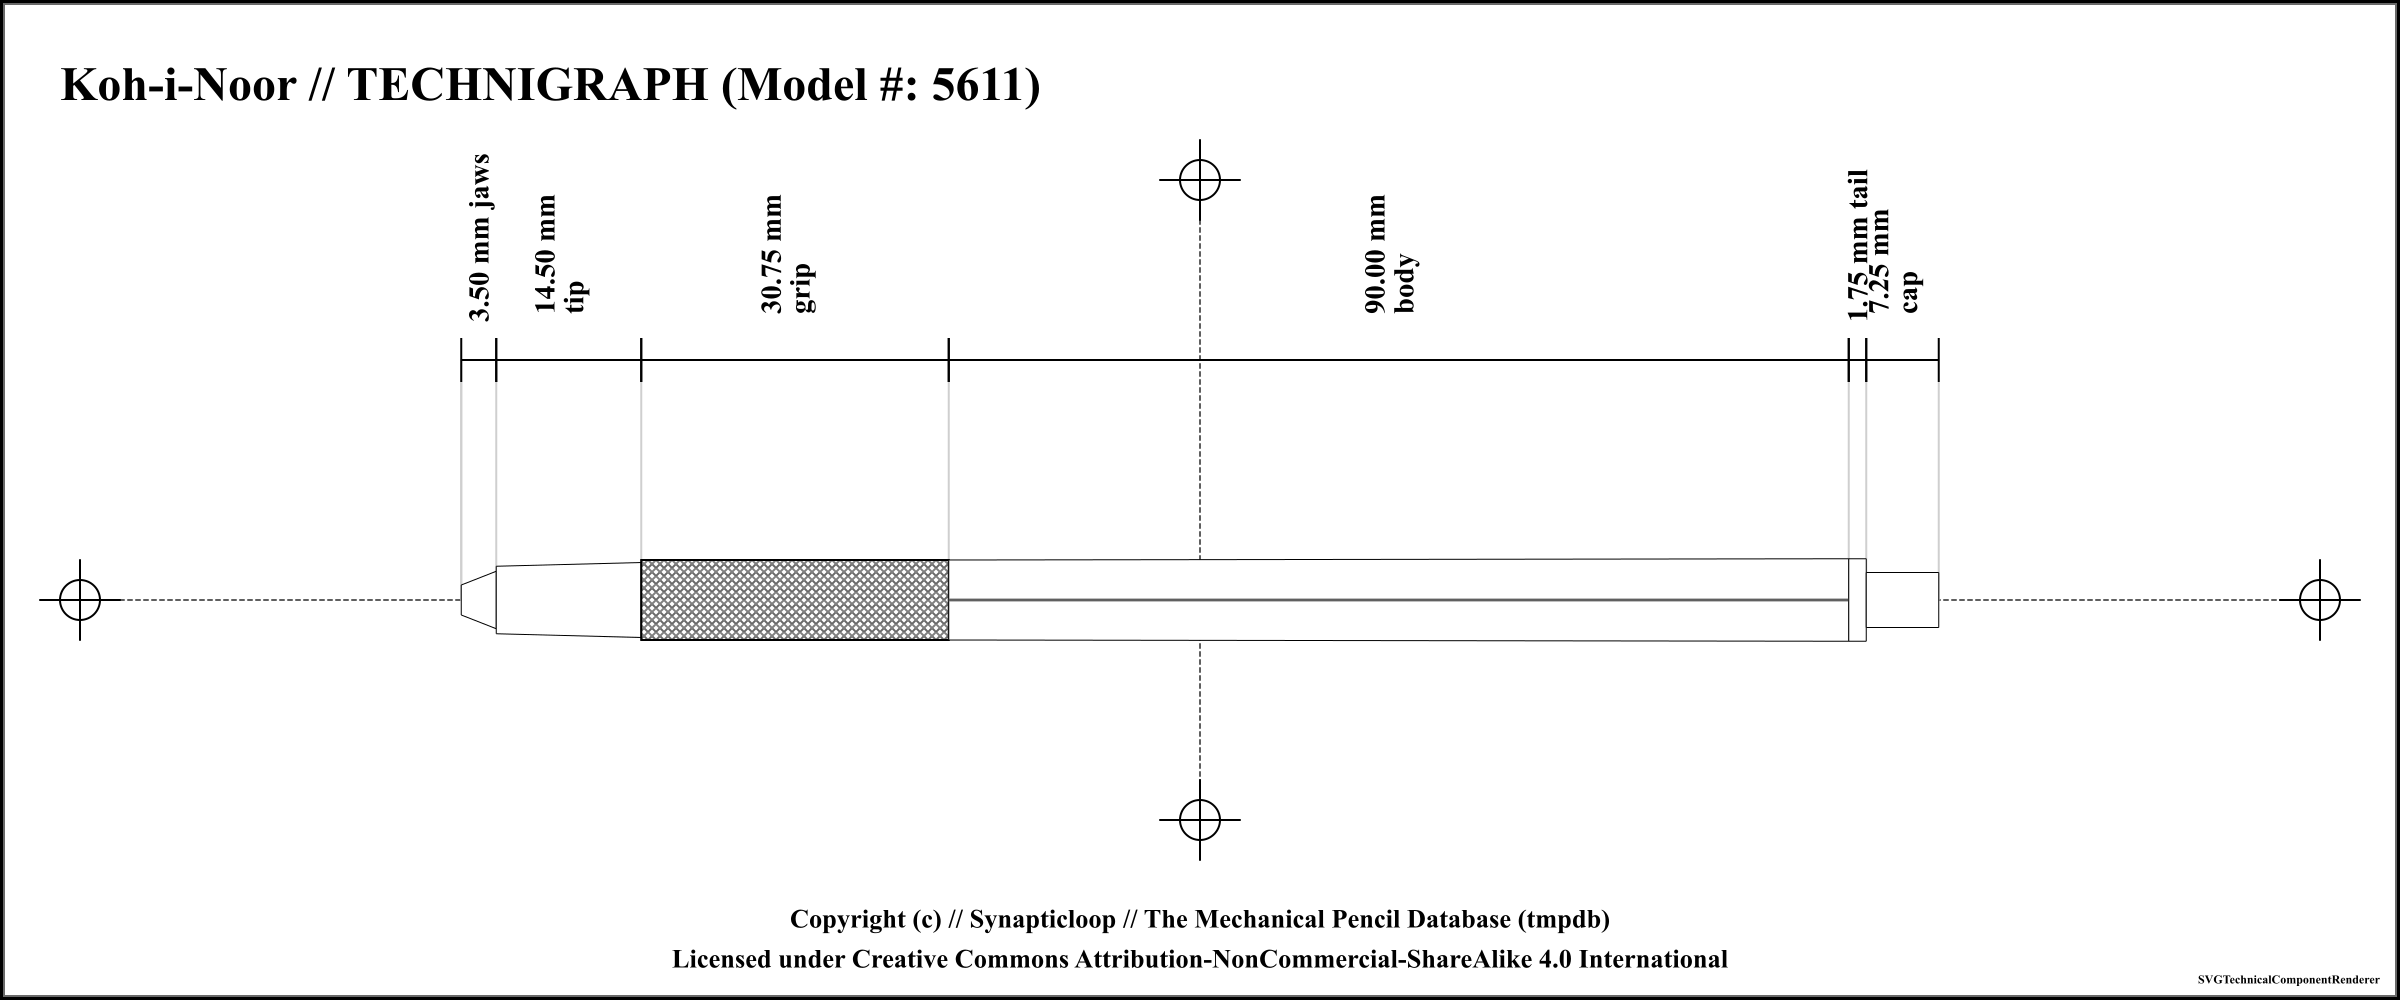 Koh-i-Noor // TECHNIGRAPH (Model #: 5611)
3.50 mm jaws
14.50 mm
tip
30.75 mm
grip
90.00 mm
body
1.75 mm tail
7.25 mm
cap
Copyright (c) // Synapticloop // The Mechanical Pencil Database (tmpdb)
Licensed under Creative Commons Attribution-NonCommercial-ShareAlike 4.0 International
SVGTechnicalComponentRenderer